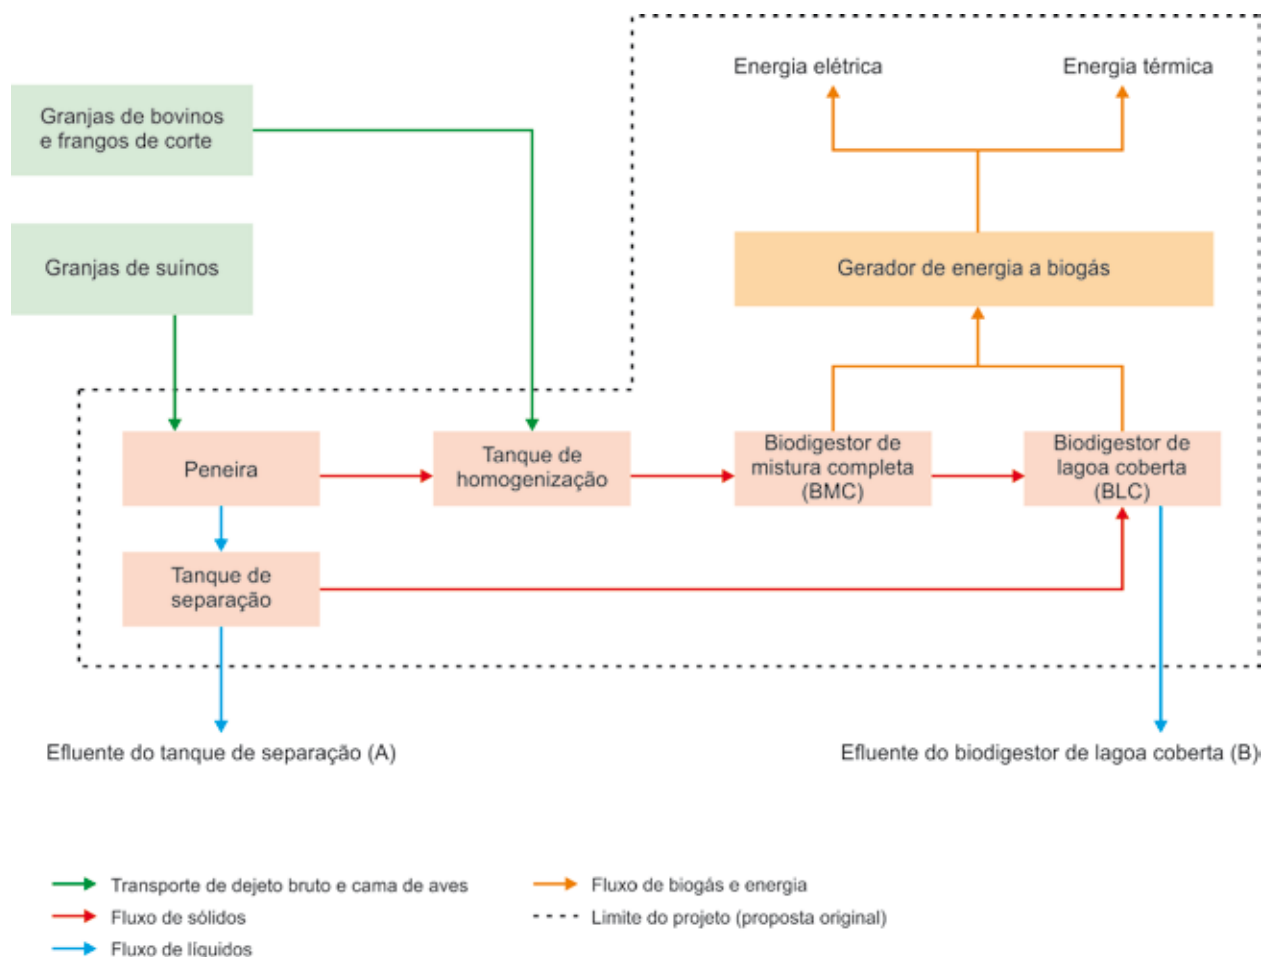 Energia elétrica
Energia térmica
Granjas de bovinos
e frangos de corte
Granjas de suínos
Gerador de energia a biogás
Peneira
Tanque de
homogenização
Biodigestor de
mistura completa
(BMC)
Biodigestor de
lagoa coberta
(BLC)
Tanque de
separação
Efluente do tanque de separação (A)
Efluente do biodigestor de lagoa coberta (B)
Transporte de dejeto bruto e cama de aves
Fluxo de sólidos
Fluxo de líquidos
Fluxo de biogás e energia
Limite do projeto (proposta original)